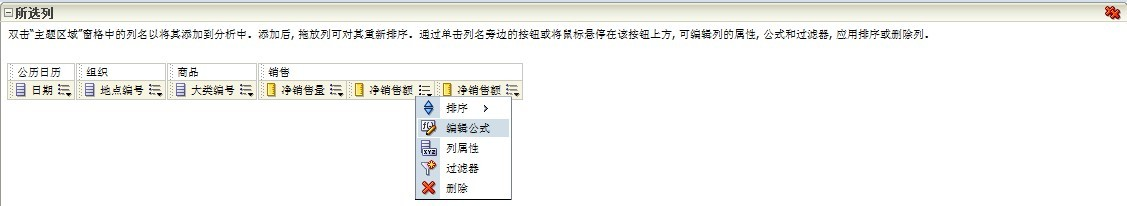 所选列
双击“主题区域”窗格中的列名以将其添加到分析中。添加后, 拖放列可对其重新排序。通过单击列名旁边的按钮或将鼠标悬停在该按钮上方, 可编辑列的属性, 公式和过滤器, 应用排序或删除列.
公历日历 组织 商品 销售
日期 地点编号 大类编号 净销售量 净销售额 净销售额
排序
编辑公式
列属性
过滤器
删除